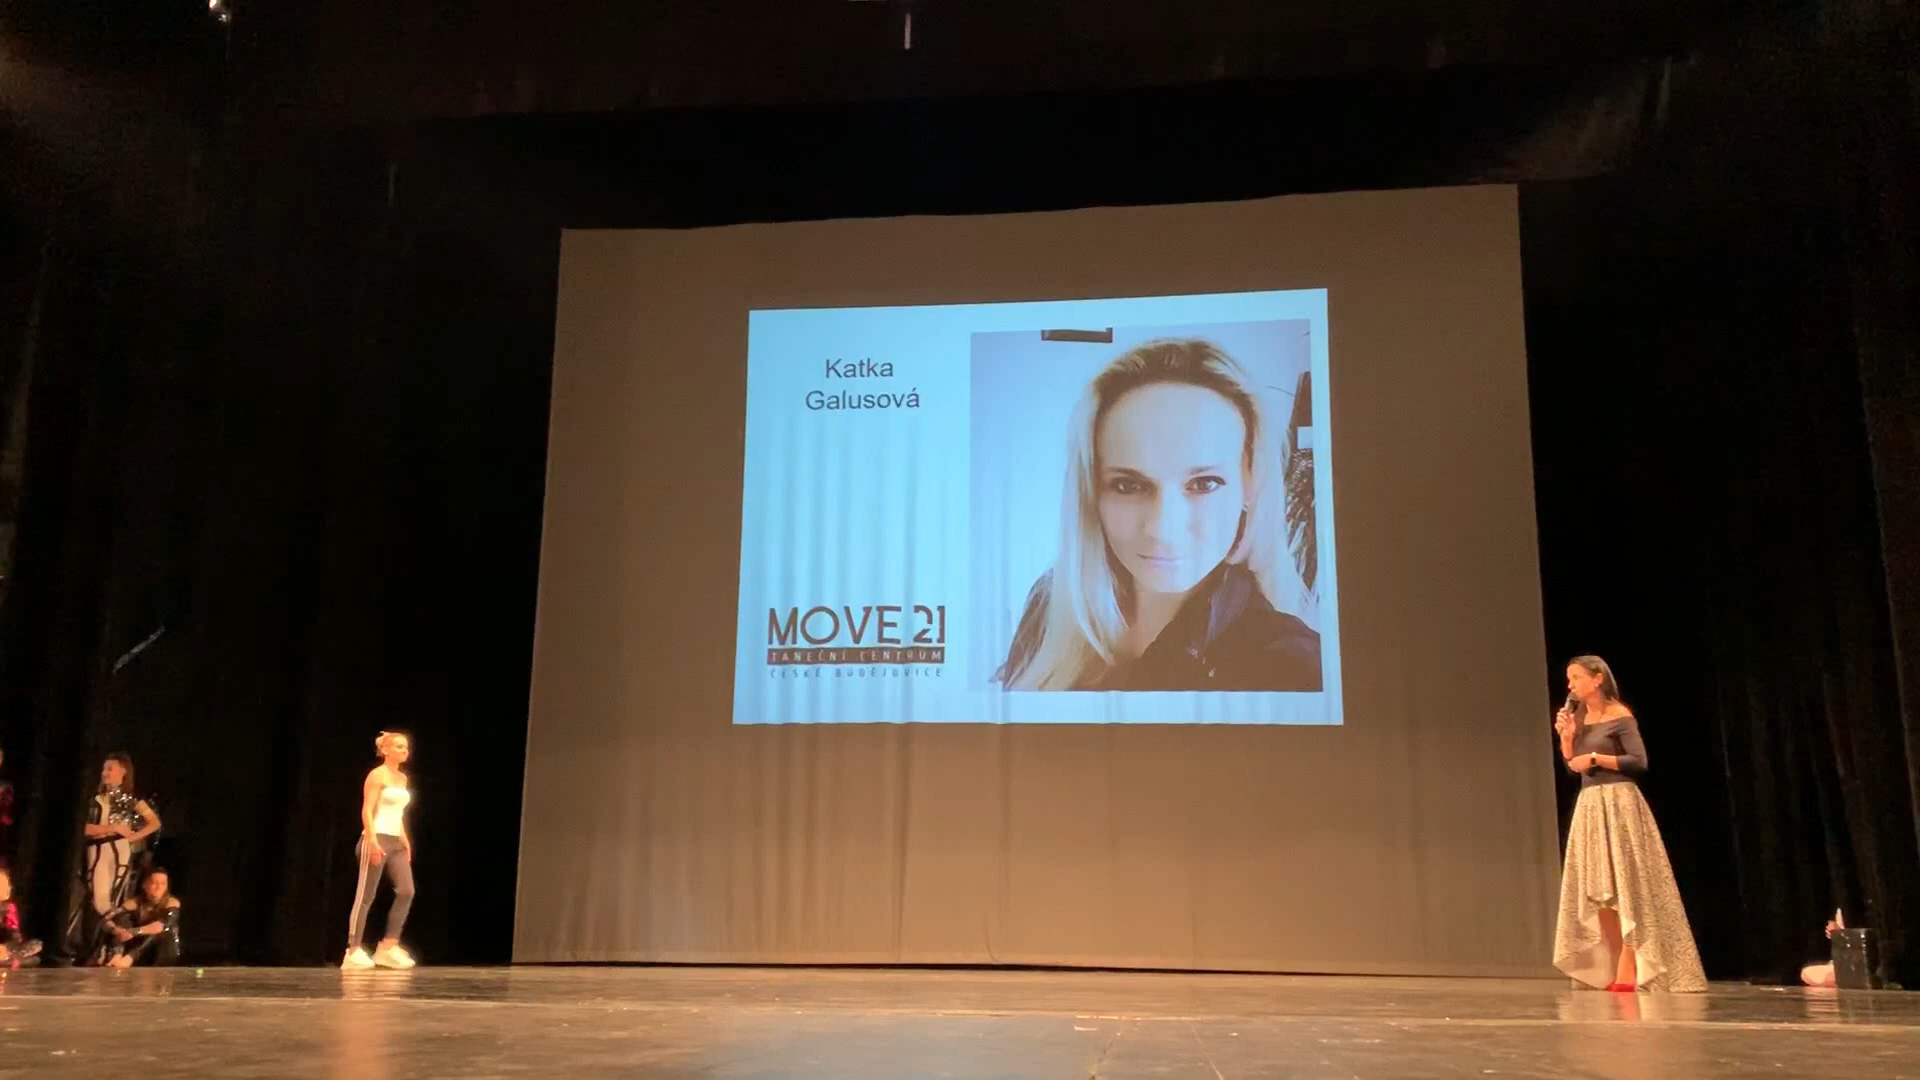 Katka
Galusová
MOVE 21
TANEČNÍ CENTRUM
ČESKÉ BUDĚJOVICE